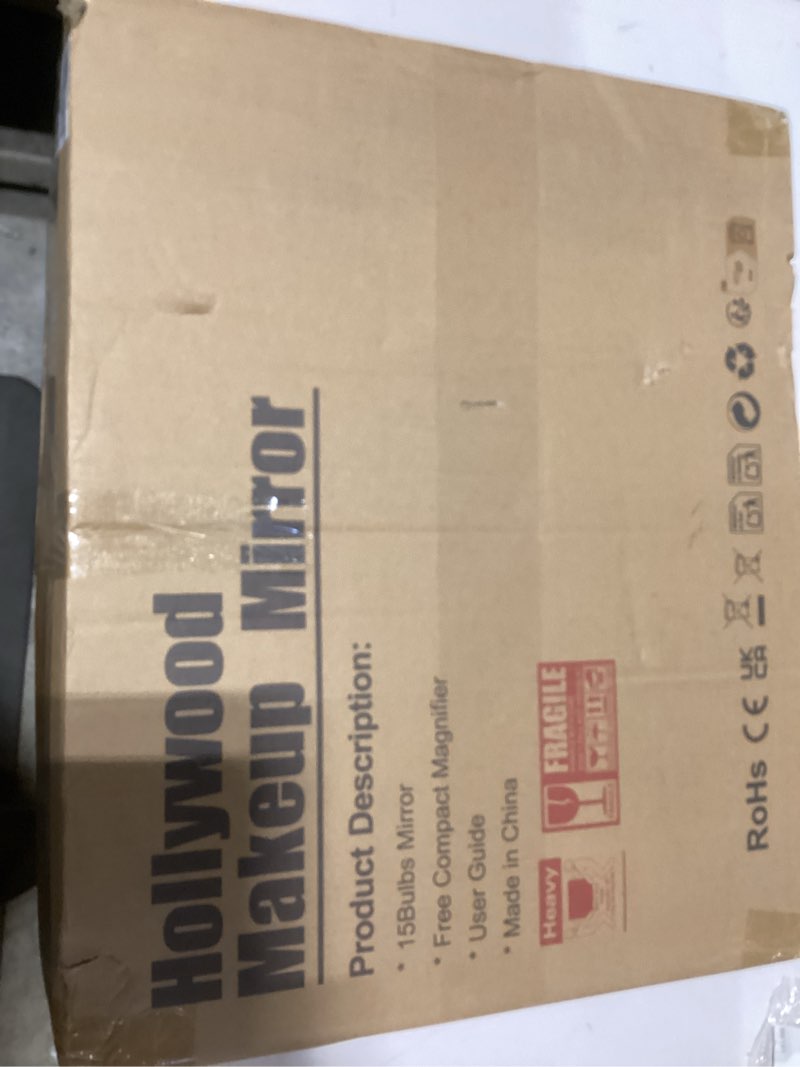 Hollywood
Makeup Mirror
Product Description:
* 15Bulbs Mirror
* Free Compact Magnifier
* User Guide
* Made in China
Heavy
FRAGILE
RoHs CE UK CA